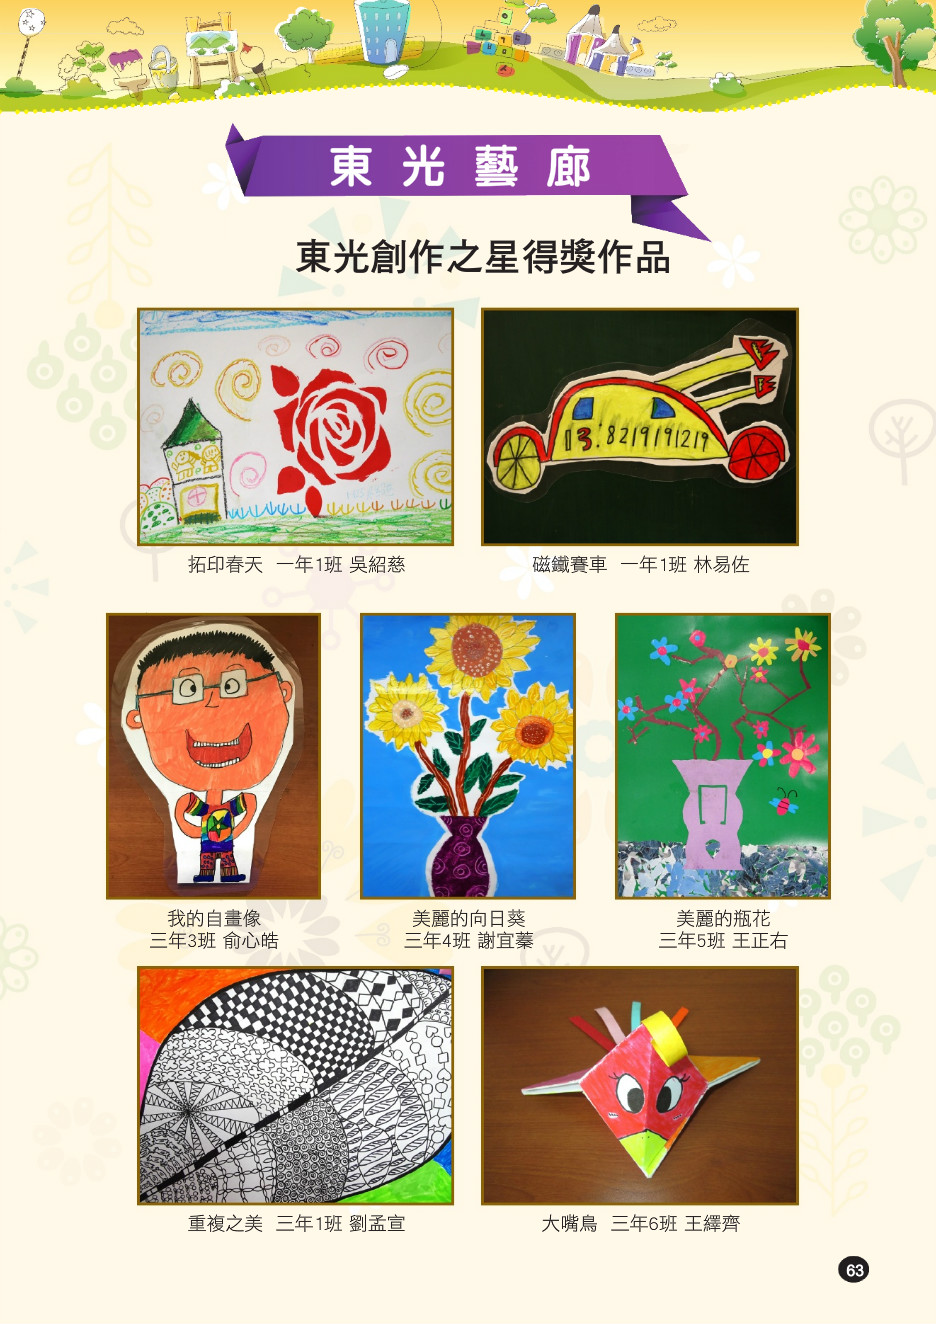 東光藝廊
東光創作之星得獎作品
13.8219191219
拓印春天 一年1班 吳紹慈
磁鐵賽車 一年1班 林易佐
我的自畫像
三年3班 俞心皓
美麗的向日葵
三年4班 謝宜蓁
美麗的瓶花
三年5班 王正右
重複之美 三年1班 劉孟宣
大嘴鳥 三年6班 王繹齊
63